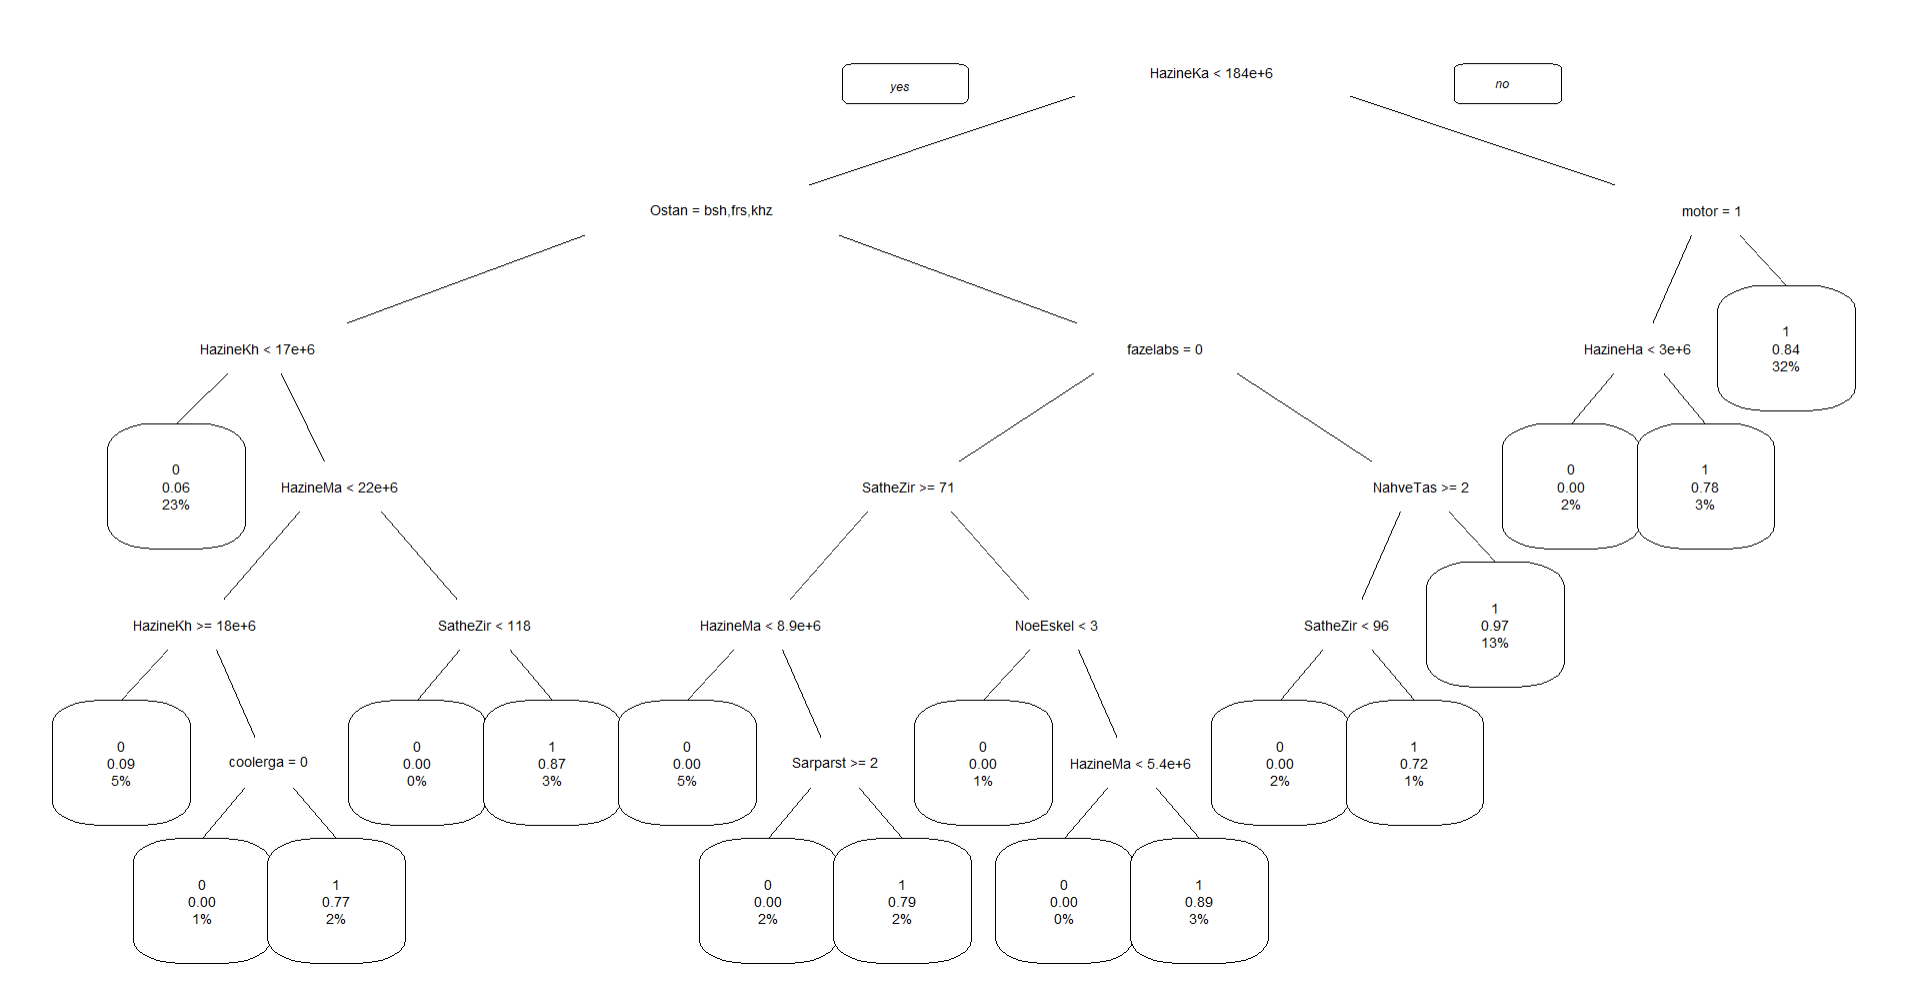 HazineKa < 184e+6
yes
no
Ostan = bsh,frs,khz
motor = 1
HazineKh < 17e+6
fazelabs = 0
HazineHa < 3e+6
1
0.84
32%
0
0.06
23%
HazineMa < 22e+6
SatheZir >= 71
NahveTas >= 2
0
0.00
2%
1
0.78
3%
HazineKh >= 18e+6
SatheZir < 118
HazineMa < 8.9e+6
NoeEskel < 3
SatheZir < 96
1
0.97
13%
0
0.09
5%
coolerga = 0
0
0.00
0%
1
0.87
3%
0
0.00
5%
Sarparst >= 2
0
0.00
1%
HazineMa < 5.4e+6
0
0.00
2%
1
0.72
1%
0
0.00
1%
1
0.77
2%
0
0.00
2%
1
0.79
2%
0
0.00
0%
1
0.89
3%